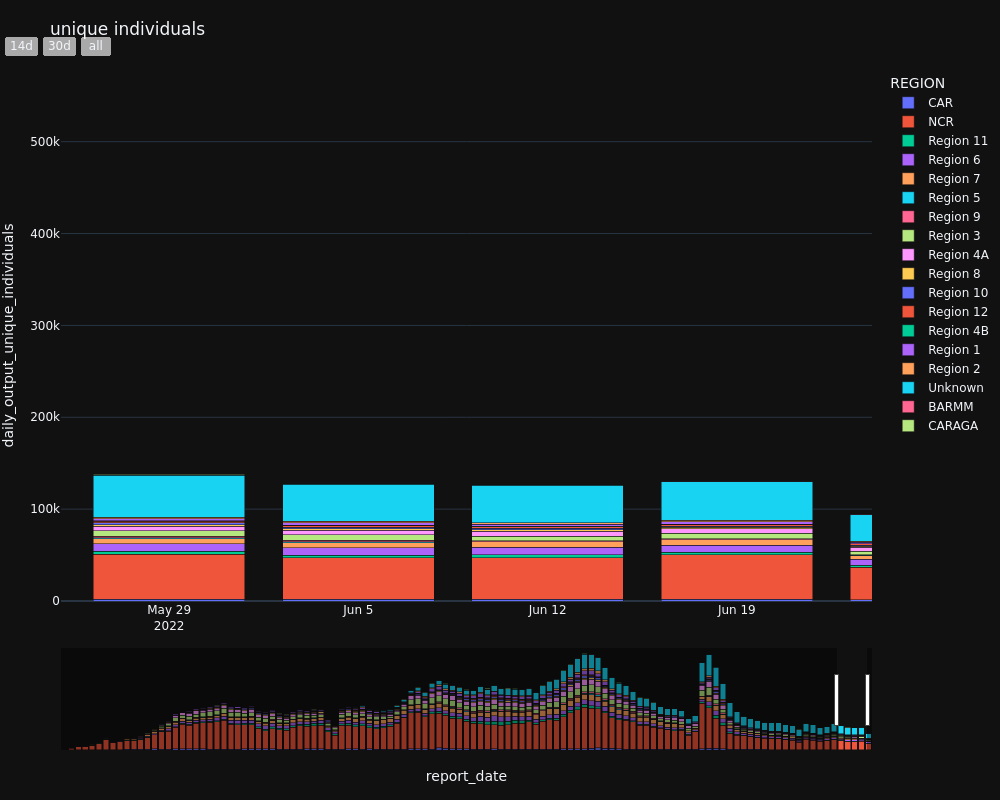 unique individuals
14d 30d all
REGION
CAR
NCR
Region 11
Region 6
Region 7
Region 5
Region 9
Region 3
Region 4A
Region 8
Region 10
Region 12
Region 4B
Region 1
Region 2
Unknown
BARMM
CARAGA
daily_output_unique_individuals
500k
400k
300k
200k
100k
0
May 29 Jun 5 Jun 12 Jun 19
2022
report_date